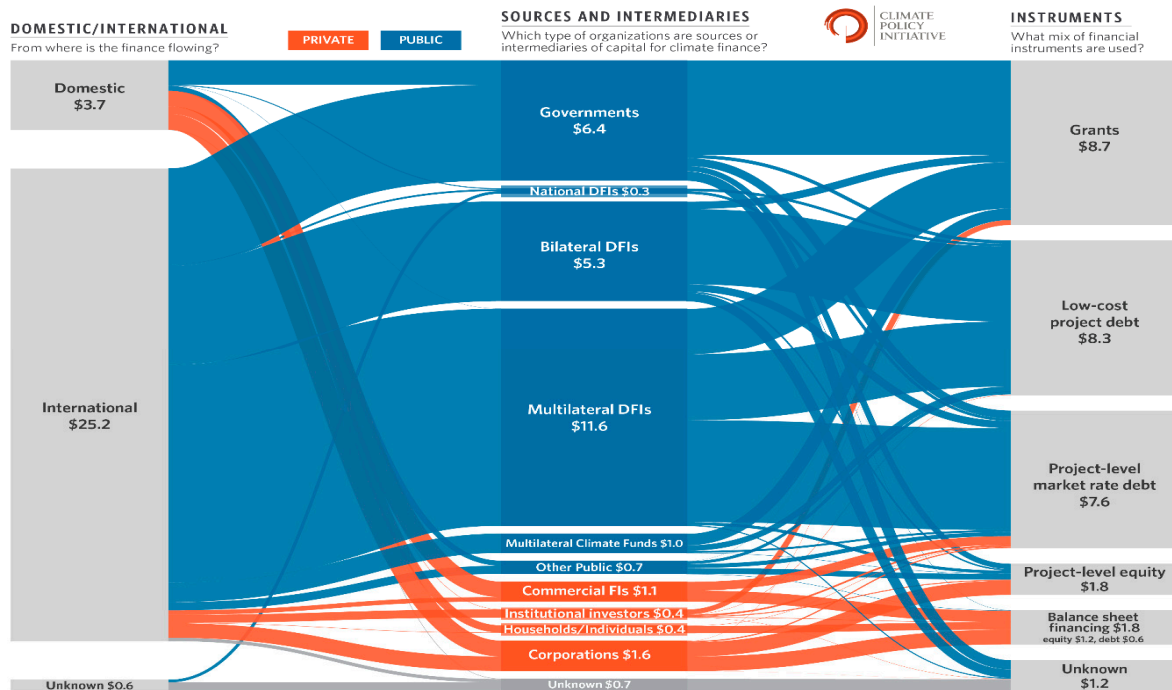 DOMESTIC/INTERNATIONAL
From where is the finance flowing?
PRIVATE
PUBLIC
SOURCES AND INTERMEDIARIES
Which type of organizations are sources or
intermediaries of capital for climate finance?
CLIMATE
POLICY
INITIATIVE
INSTRUMENTS
What mix of financial
instruments are used?
Domestic
$3.7
International
$25.2
Unknown $0.6
Governments
$6.4
National DFIs $0.3
Bilateral DFIs
$5.3
Multilateral DFIs
$11.6
Multilateral Climate Funds $1.0
Other Public $0.7
Commercial FIs $1.1
Institutional investors $0.4
Households/Individuals $0.4
Corporations $1.6
Unknown $0.7
Grants
$8.7
Low-cost
project debt
$8.3
Project-level
market rate debt
$7.6
Project-level equity
$1.8
Balance sheet
financing $1.8
equity $1.2, debt $0.6
Unknown
$1.2